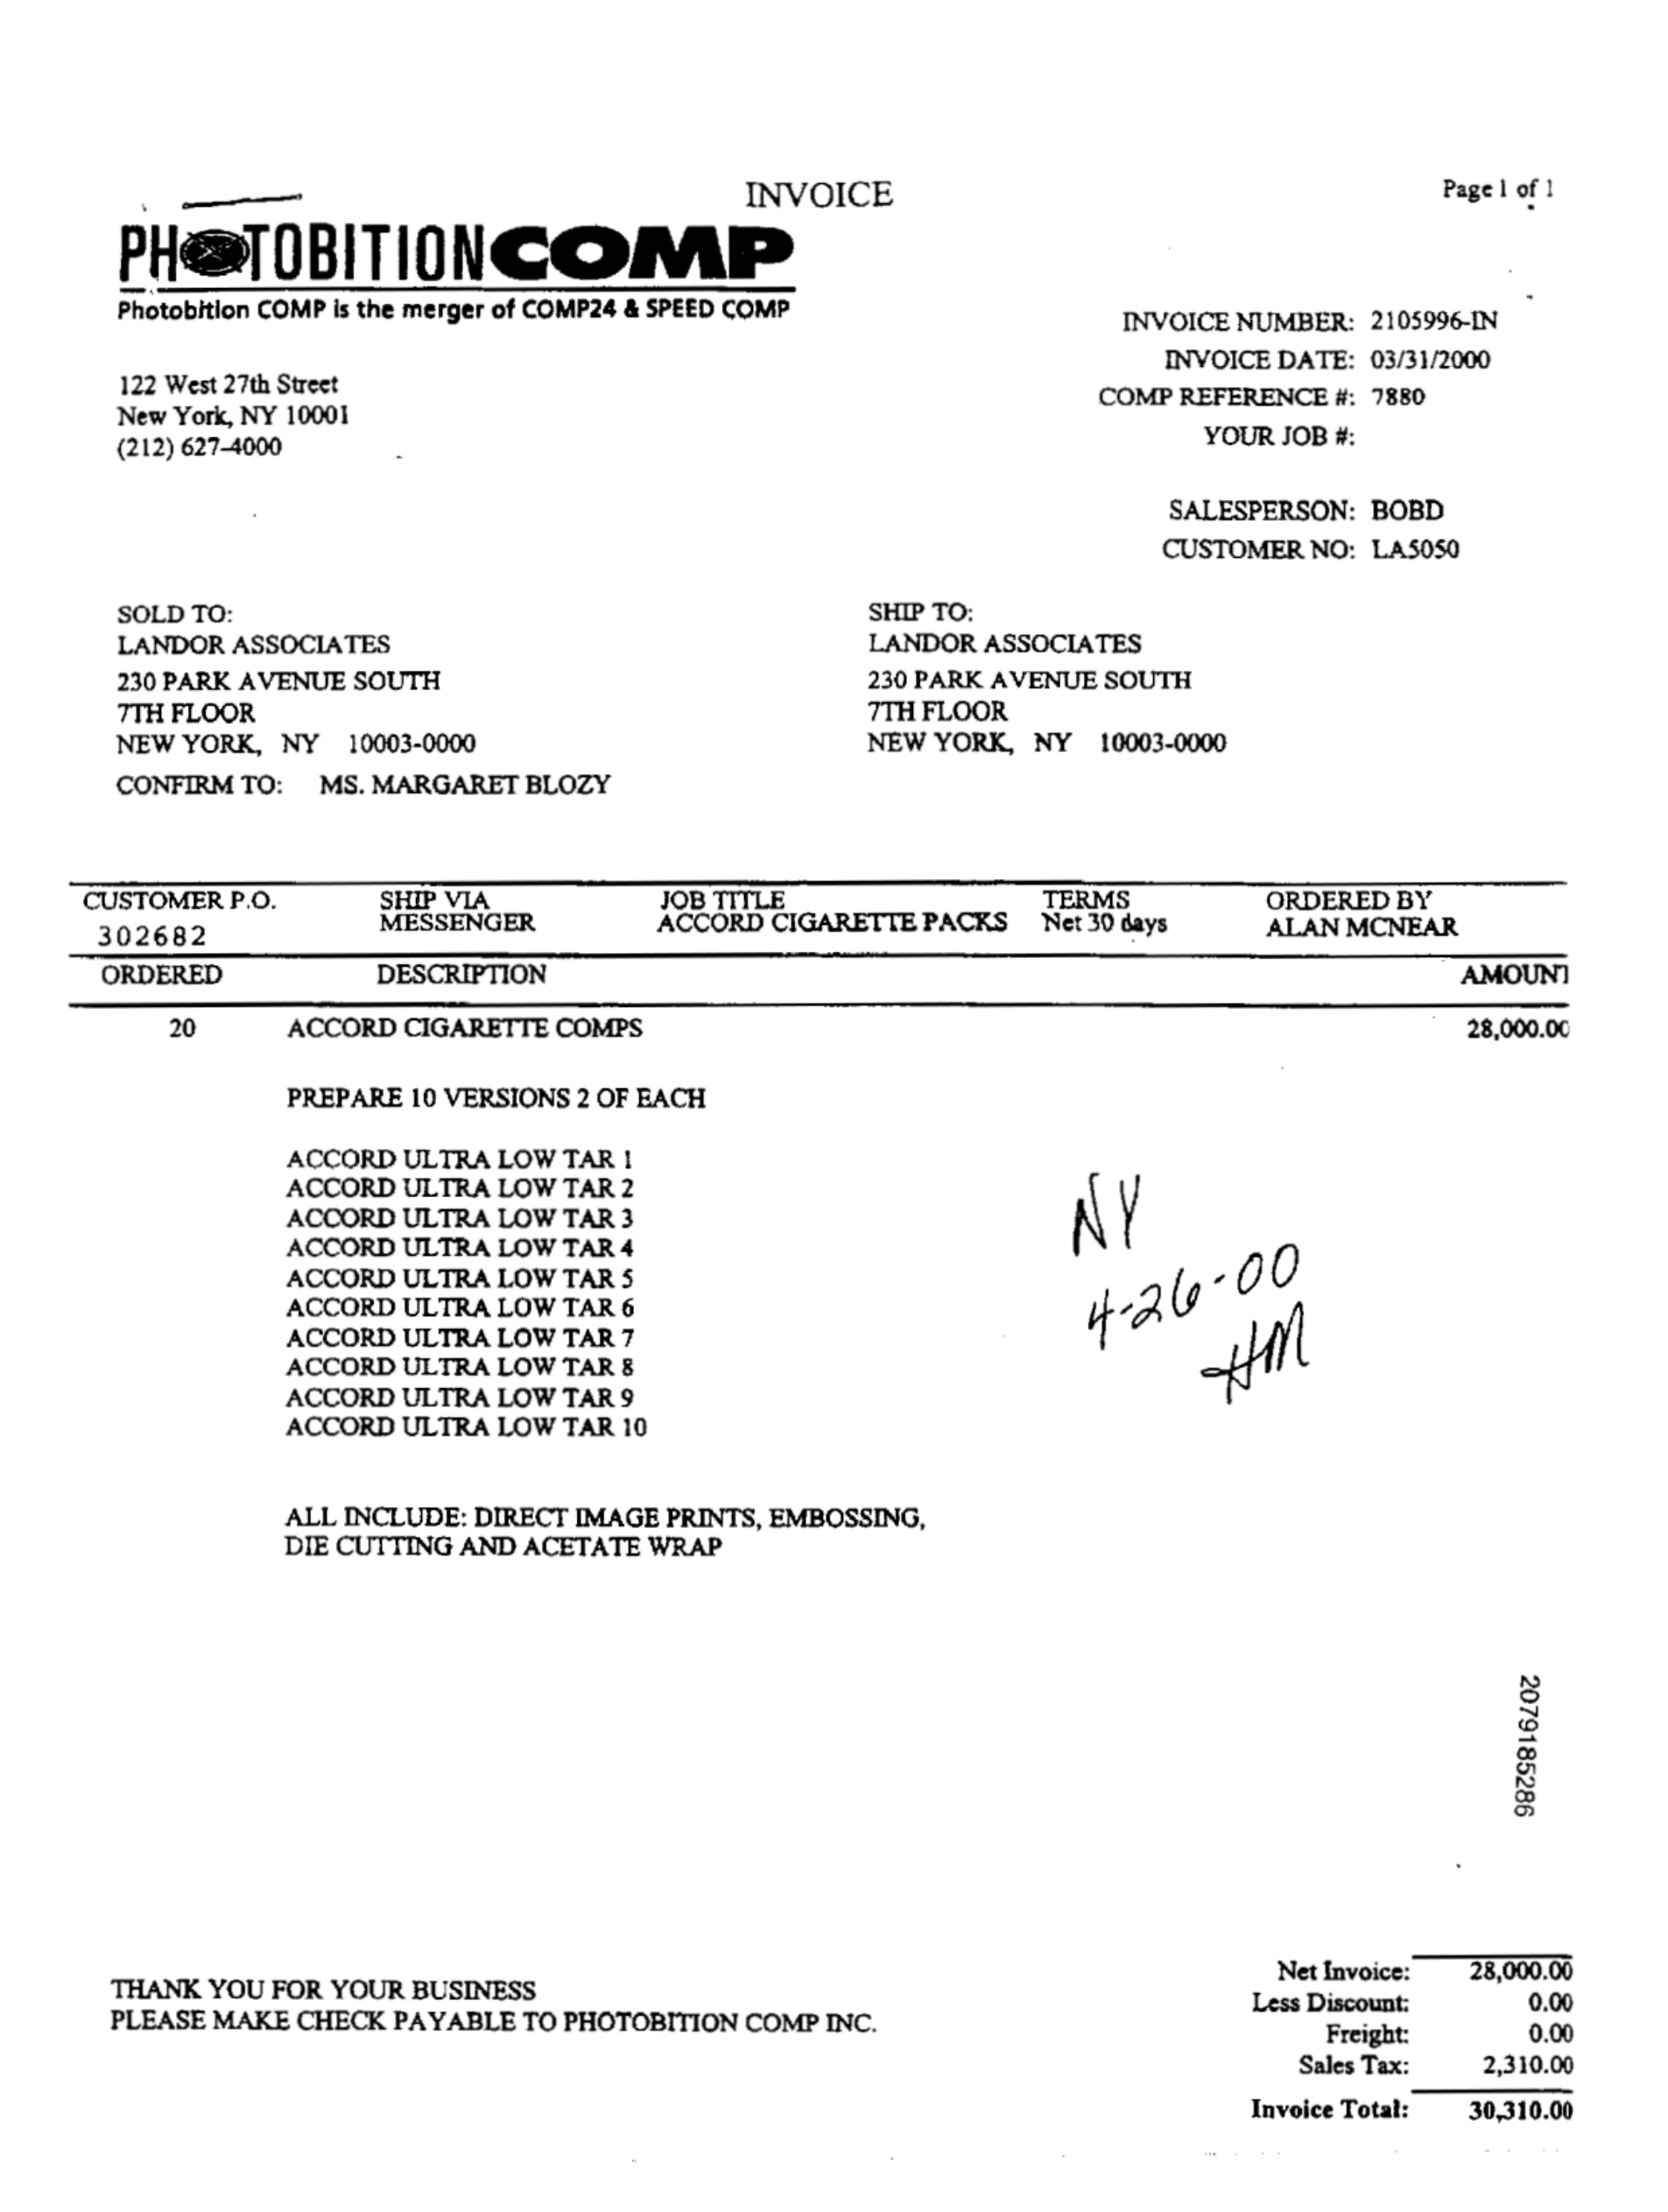 INVOICE
Page 1 of 1
PHOTOBITIONCOMP
Photobition COMP is the merger of COMP24 & SPEED COMP
122 West 27th Street
New York, NY 10001
(212) 627-4000
INVOICE NUMBER: 2105996-IN
INVOICE DATE: 03/31/2000
COMP REFERENCE #: 7880
YOUR JOB #:
SALESPERSON: BOBD
CUSTOMER NO: LA5050
SOLD TO:
LANDOR ASSOCIATES
230 PARK AVENUE SOUTH
7TH FLOOR
NEW YORK, NY 10003-0000
CONFIRM TO: MS. MARGARET BLOZY
SHIP TO:
LANDOR ASSOCIATES
230 PARK AVENUE SOUTH
7TH FLOOR
NEW YORK, NY 10003-0000
CUSTOMER P.O. SHIP VIA JOB TITLE TERMS ORDERED BY
302682 MESSENGER ACCORD CIGARETTE PACKS Net 30 days ALAN MCNEAR
ORDERED DESCRIPTION AMOUNT
20 ACCORD CIGARETTE COMPS 28,000.00
PREPARE 10 VERSIONS 2 OF EACH
ACCORD ULTRA LOW TAR 1
ACCORD ULTRA LOW TAR 2
ACCORD ULTRA LOW TAR 3
ACCORD ULTRA LOW TAR 4
ACCORD ULTRA LOW TAR 5
ACCORD ULTRA LOW TAR 6
ACCORD ULTRA LOW TAR 7
ACCORD ULTRA LOW TAR 8
ACCORD ULTRA LOW TAR 9
ACCORD ULTRA LOW TAR 10
NY
4-26-00
HM
ALL INCLUDE: DIRECT IMAGE PRINTS, EMBOSSING,
DIE CUTTING AND ACETATE WRAP
2079185286
THANK YOU FOR YOUR BUSINESS
PLEASE MAKE CHECK PAYABLE TO PHOTOBITION COMP INC.
Net Invoice: 28,000.00
Less Discount: 0.00
Freight: 0.00
Sales Tax: 2,310.00
Invoice Total: 30,310.00